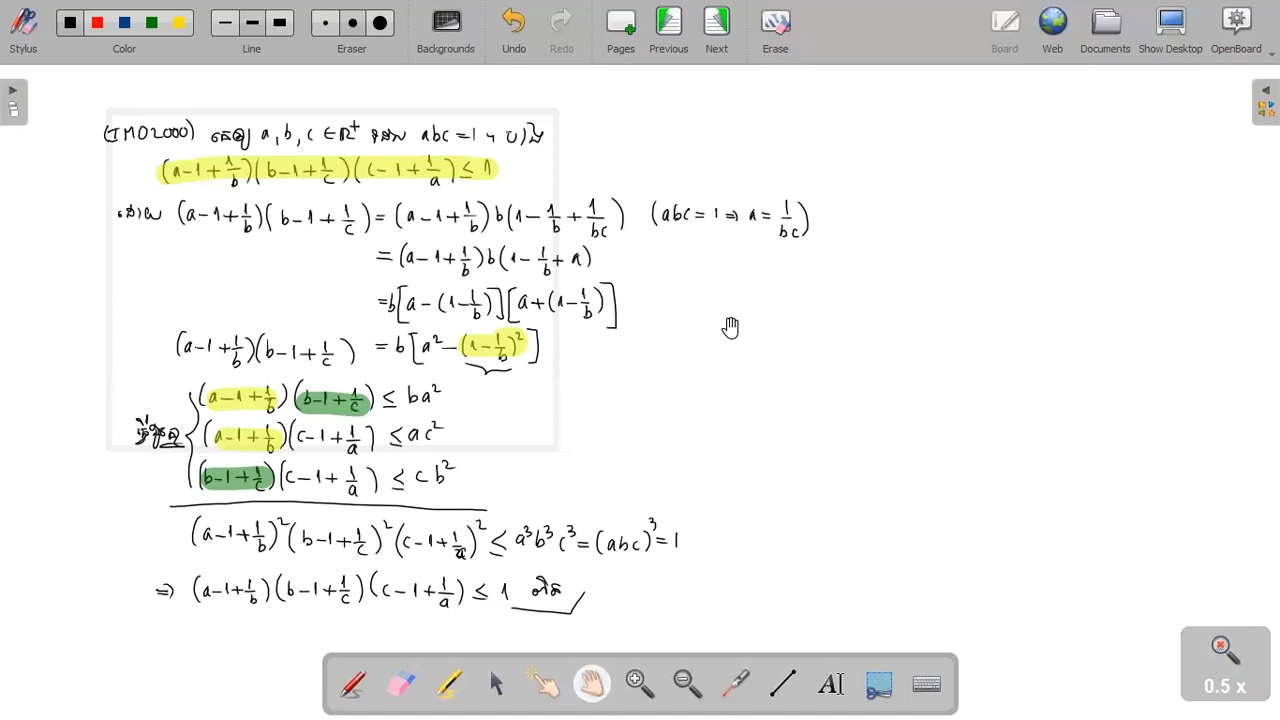 Stylus
Color
Line
Eraser
Backgrounds
Undo
Redo
Pages
Previous
Next
Erase
Board
Web
Documents
Show Desktop
OpenBoard
(IMO2000) a, b, c ∈ ℝ⁺ abc = 1
(a-1+1/b)(b-1+1/c)(c-1+1/a) ≤ 1
(a-1+1/b)(b-1+1/c) = (a-1+1/b)b(1-1/b+1/bc) (abc = 1 ⇒ a = 1/bc)
= (a-1+1/b)b(1-1/b+a)
= b[a-(1-1/b)][a+(1-1/b)]
(a-1+1/b)(b-1+1/c) = b[a²-(1-1/b)²]
(a-1+1/b)(b-1+1/c) ≤ ba²
(a-1+1/b)(c-1+1/a) ≤ ac²
(b-1+1/c)(c-1+1/a) ≤ cb²
(a-1+1/b)²(b-1+1/c)²(c-1+1/a)² ≤ a³b³c³ = (abc)³ = 1
⇒ (a-1+1/b)(b-1+1/c)(c-1+1/a) ≤ 1
0.5 x